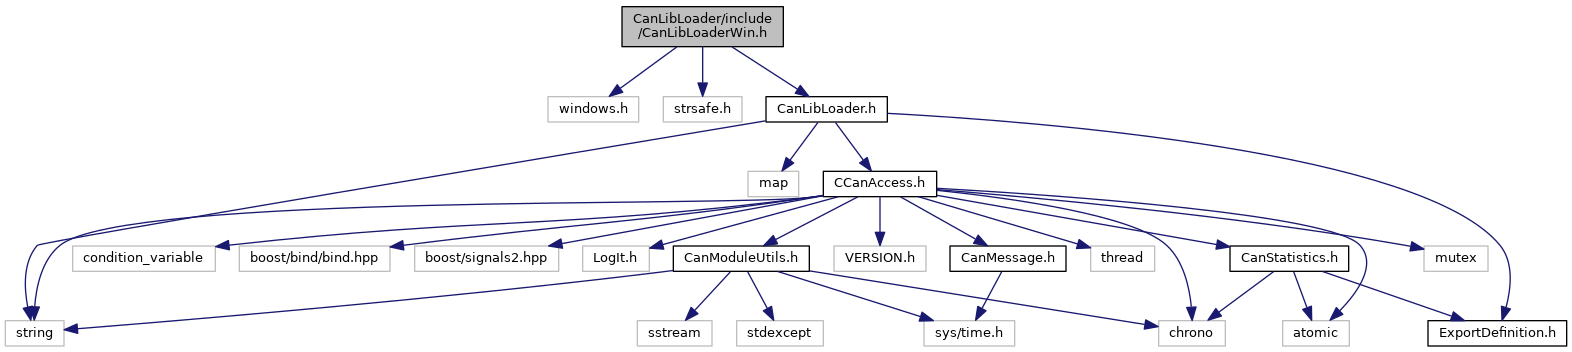 CanLibLoader/include
/CanLibLoaderWin.h
windows.h
strsafe.h
CanLibLoader.h
map
CCanAccess.h
condition_variable
boost/bind/bind.hpp
boost/signals2.hpp
LogIt.h
CanModuleUtils.h
VERSION.h
CanMessage.h
thread
CanStatistics.h
mutex
string
sstream
stdexcept
sys/time.h
chrono
atomic
ExportDefinition.h